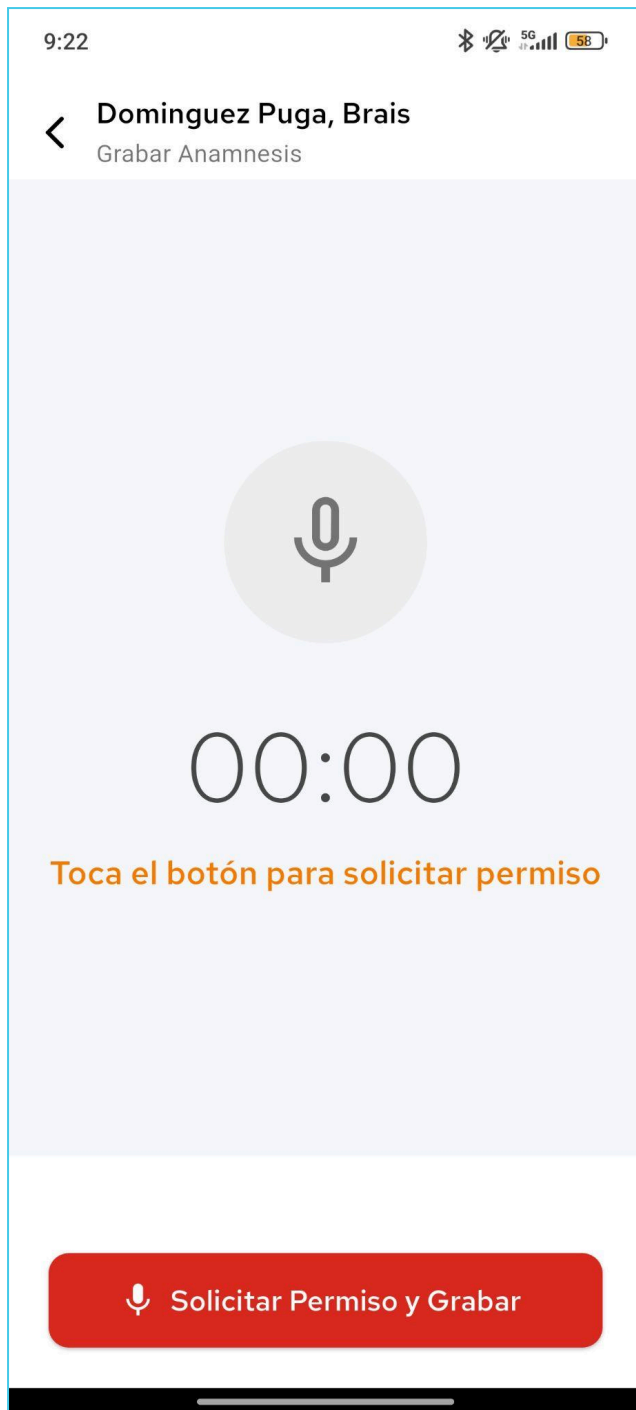 9:22 5G 58
Dominguez Puga, Brais
Grabar Anamnesis
00:00
Toca el botón para solicitar permiso
Solicitar Permiso y Grabar